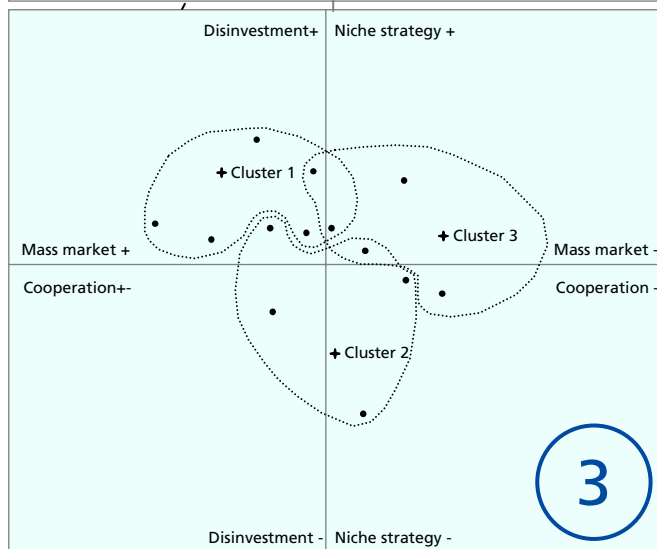 Disinvestment+ Niche strategy +
Cluster 1
Cluster 3
Mass market + Mass market -
Cooperation+- Cooperation -
Cluster 2
3
Disinvestment - Niche strategy -